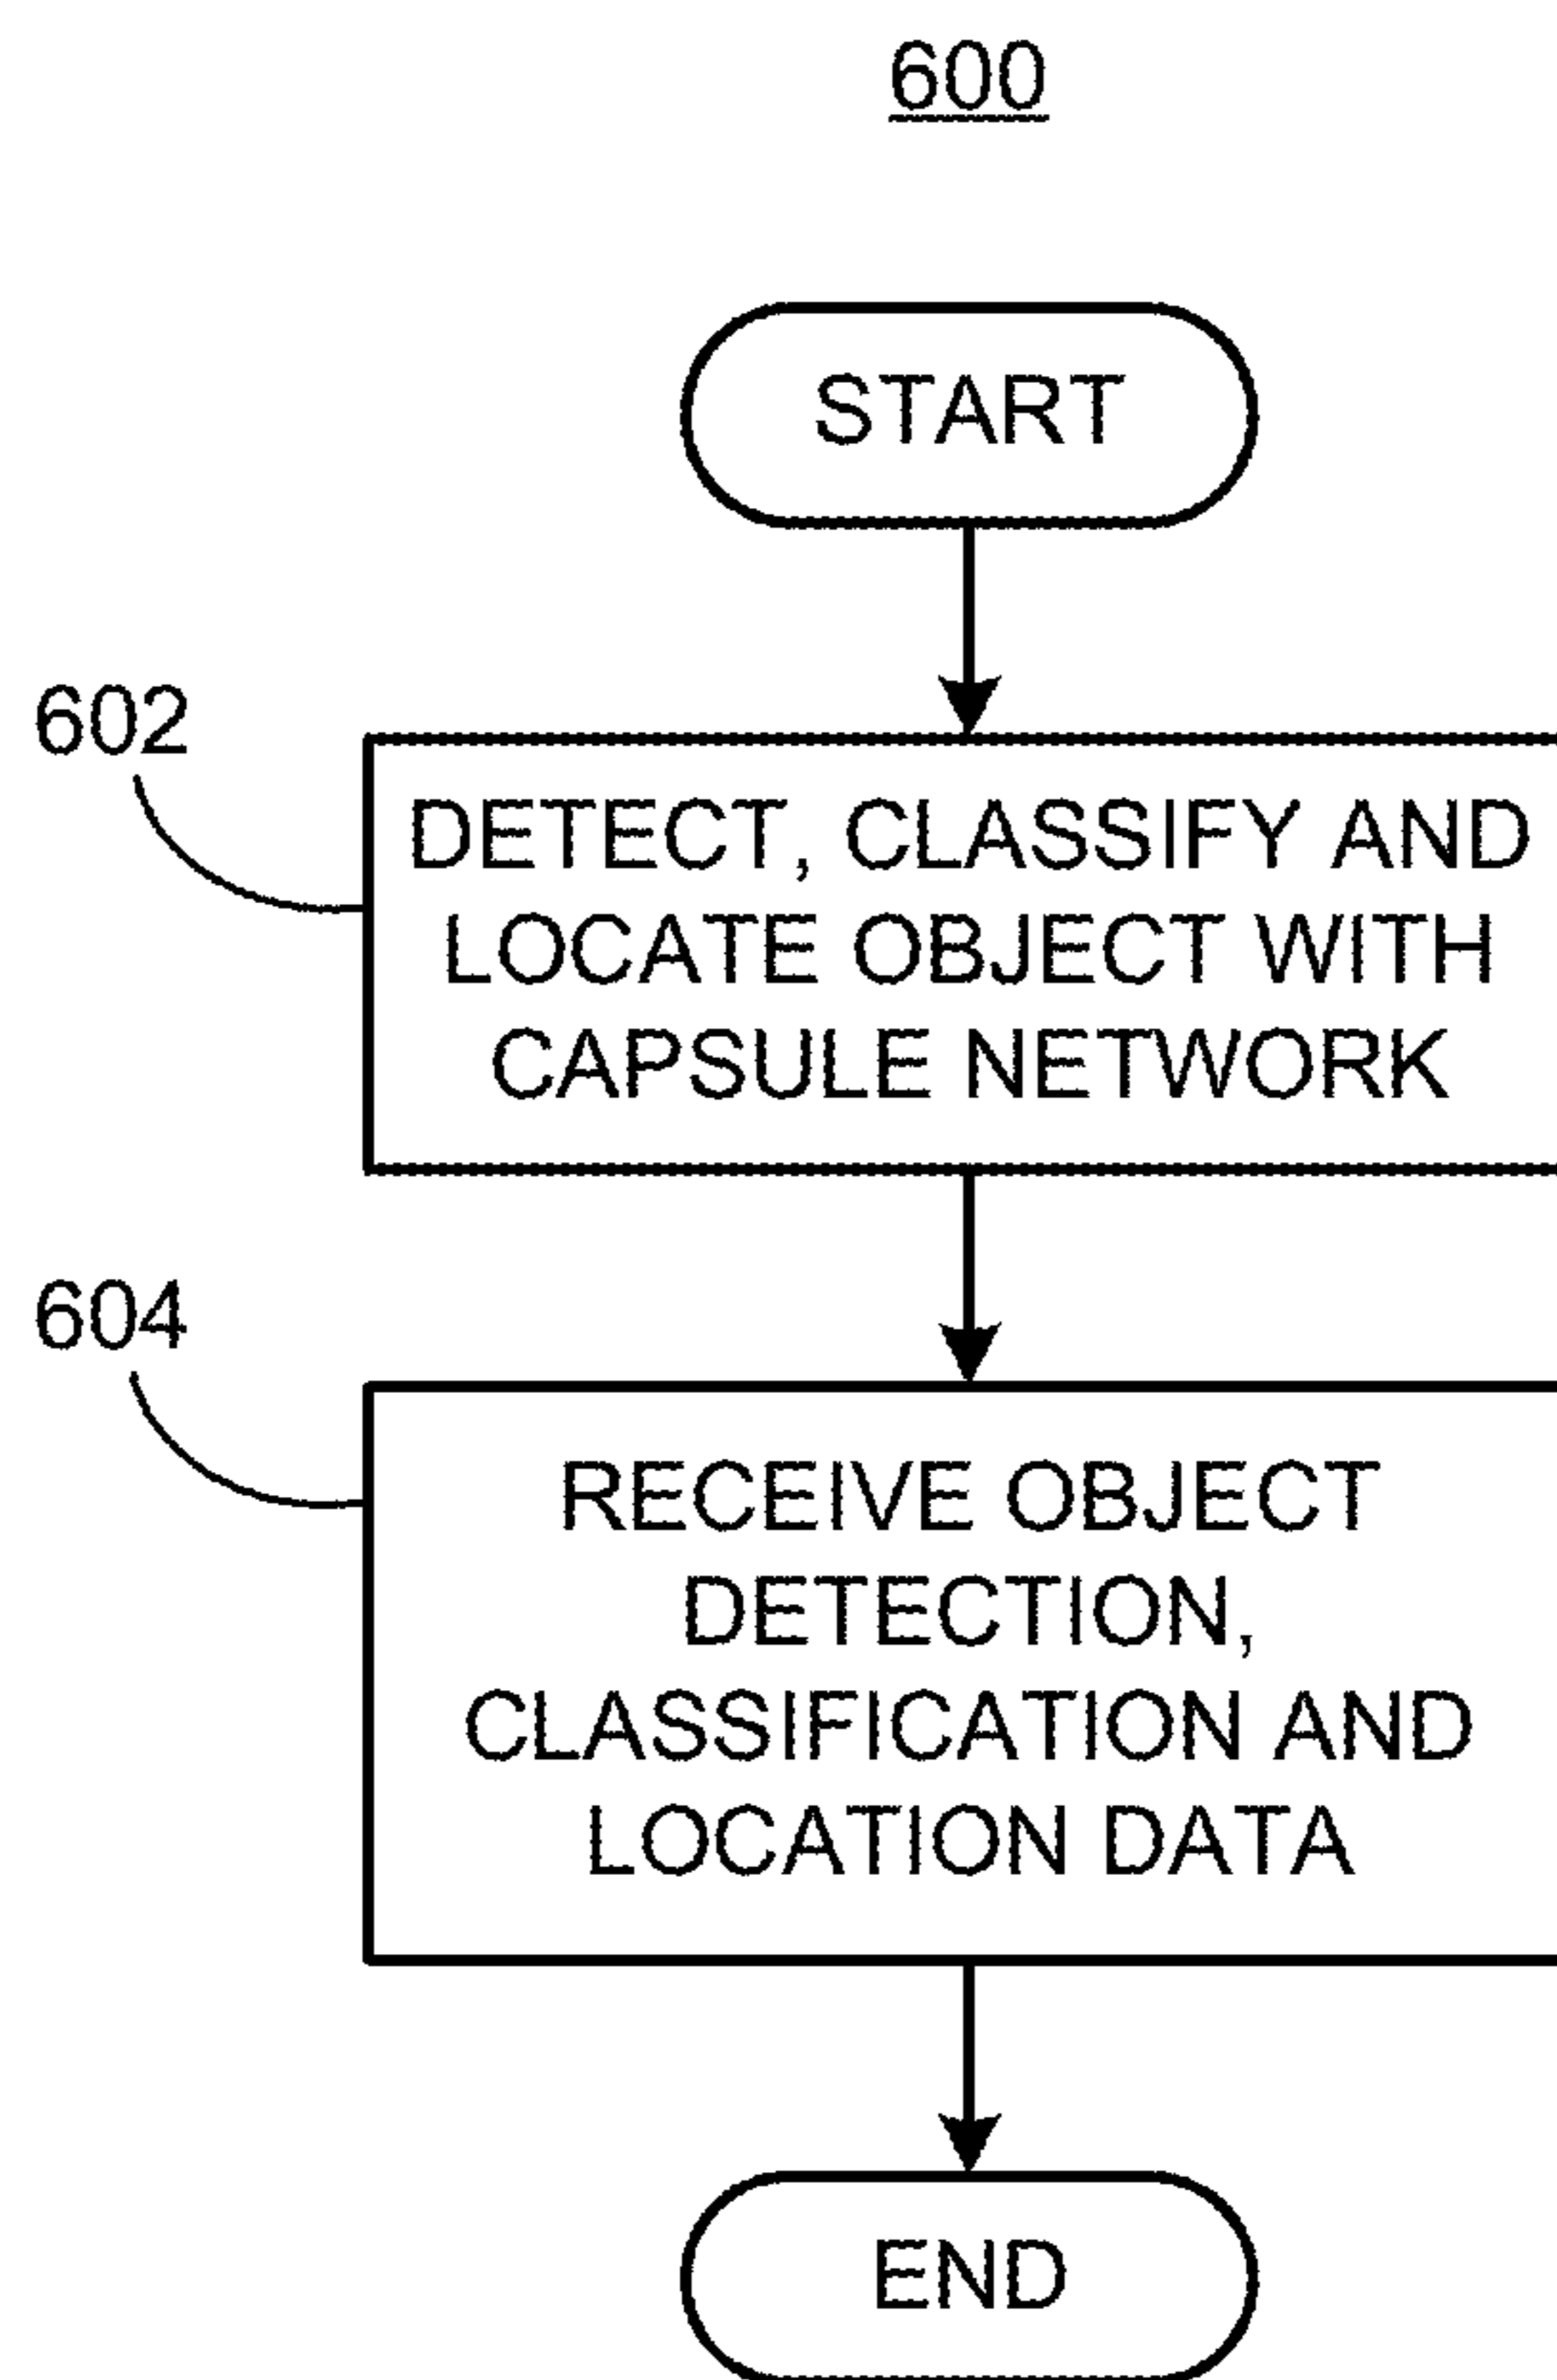 600
START
602
DETECT, CLASSIFY AND
LOCATE OBJECT WITH
CAPSULE NETWORK
604
RECEIVE OBJECT
DETECTION,
CLASSIFICATION AND
LOCATION DATA
END